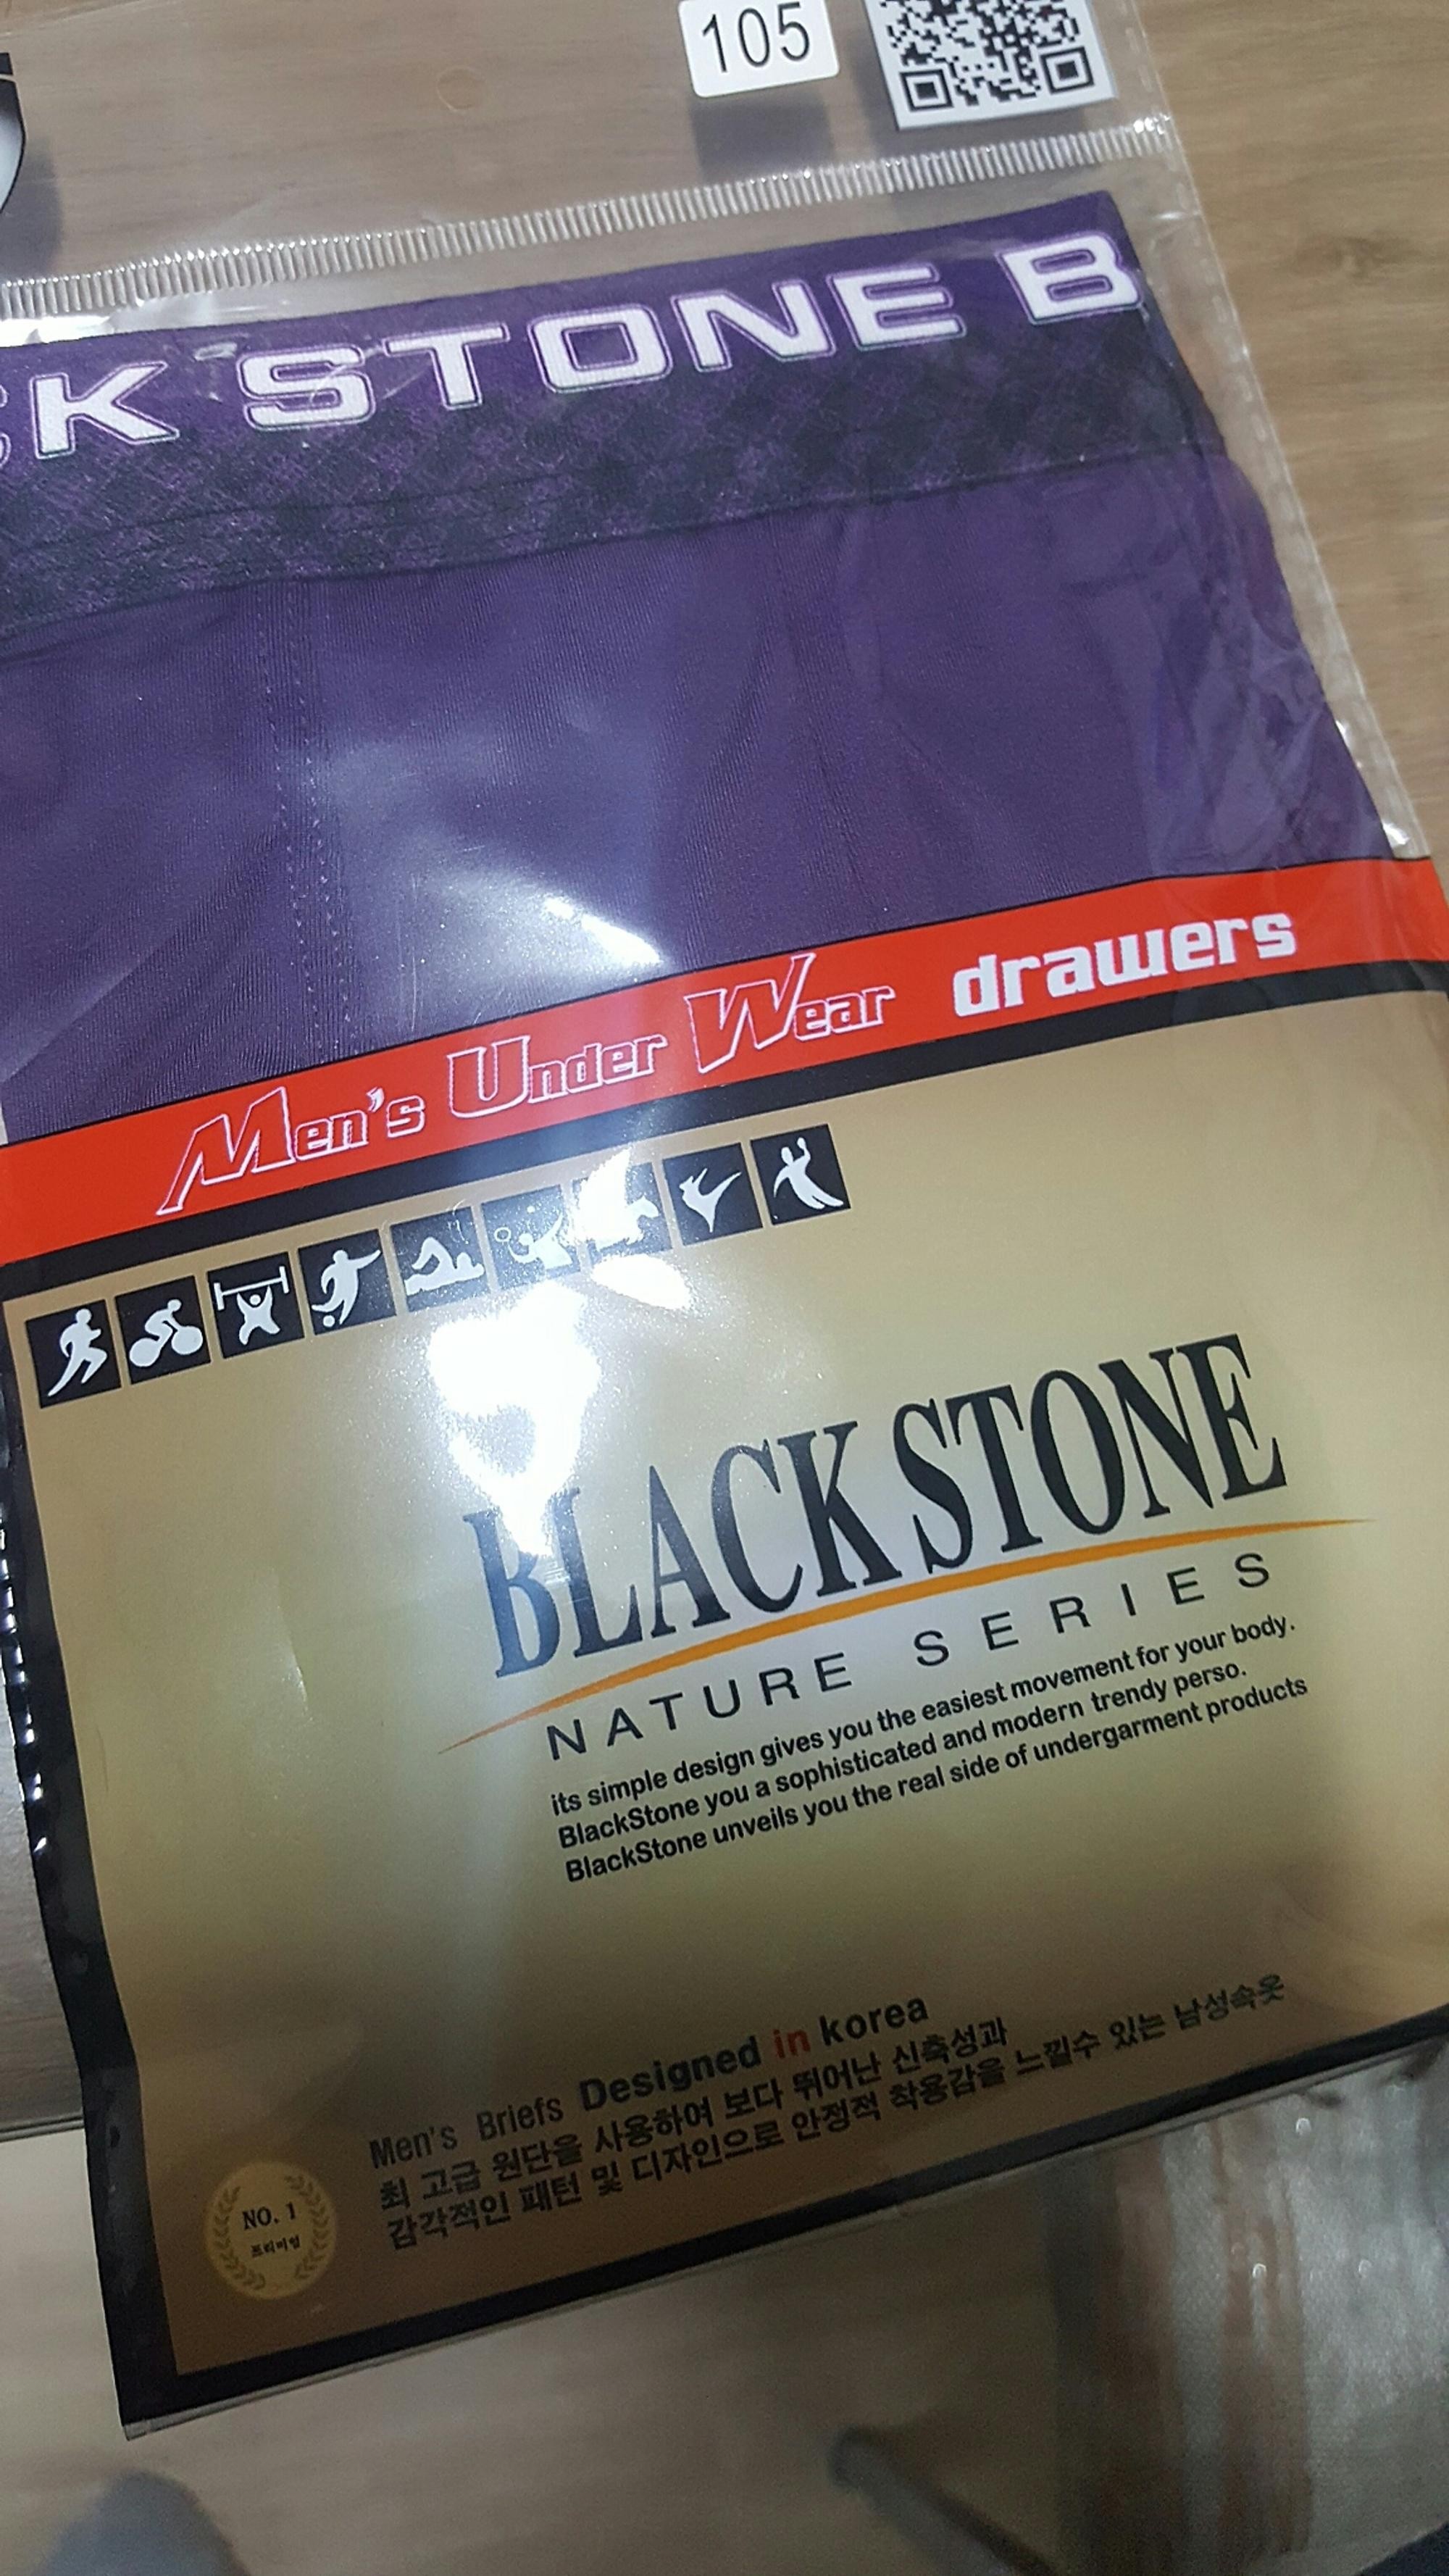 105
CK STONE B
Men's Under Wear drawers
BLACK STONE
NATURE SERIES
its simple design gives you the easiest movement for your body.
BlackStone you a sophisticated and modern trendy perso.
BlackStone unveils you the real side of undergarment products
Men's Briefs Designed in korea
최 고급 원단을 사용하여 보다 뛰어난 신축성과
감각적인 패턴 및 디자인으로 안정적 착용감을 느낄수 있는 남성속옷
NO. 1
프리미엄